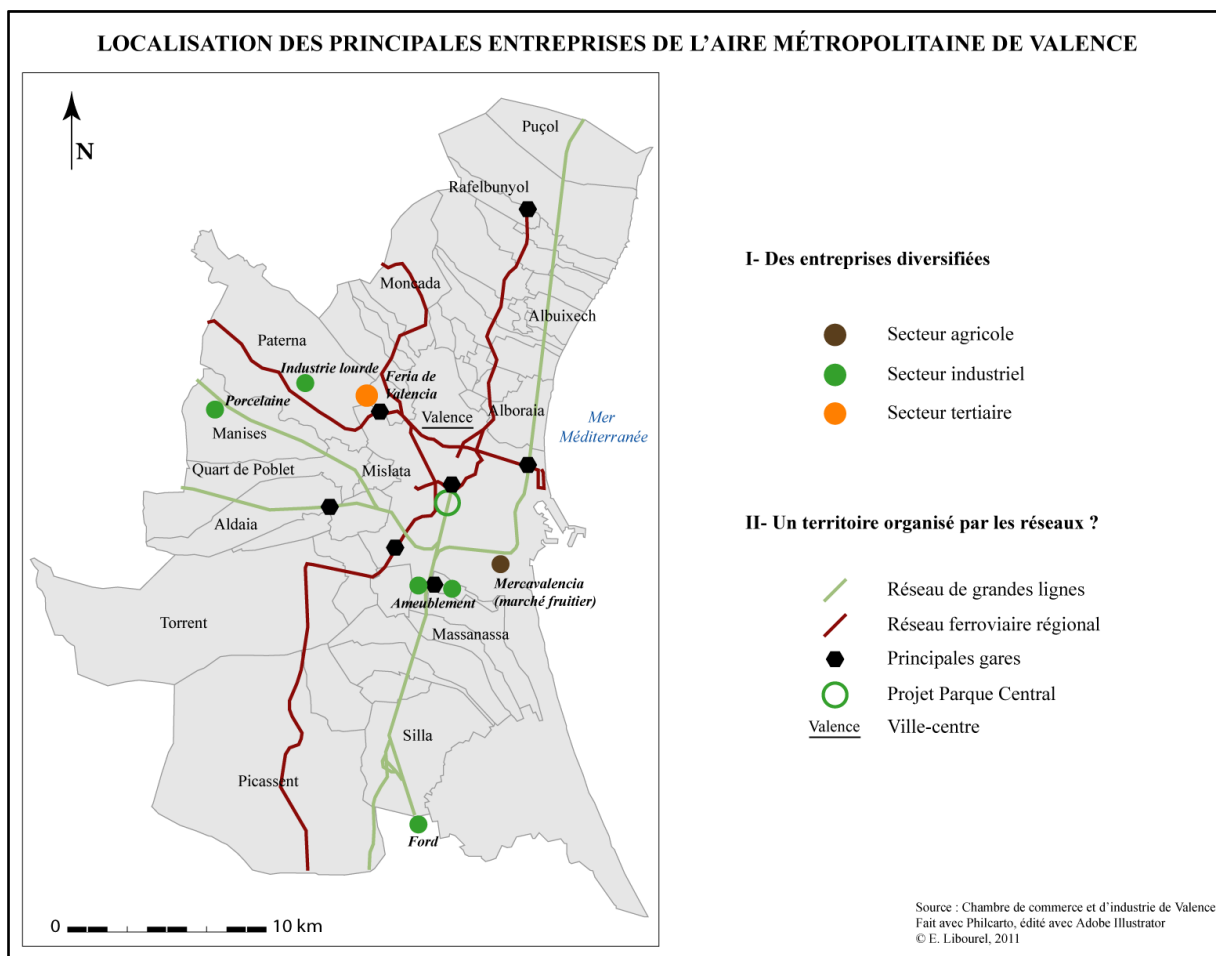 LOCALISATION DES PRINCIPALES ENTREPRISES DE L'AIRE MÉTROPOLITAINE DE VALENCE
N
Puçol
Rafelbunyol
Moncada
Albuixech
Paterna
Industrie lourde
Feria de
Valencia
Porcelaine
Valence
Alboraia
Mer
Méditerranée
Manises
Quart de Poblet
Mislata
Aldaia
Mercavalencia
(marché fruitier)
Ameublement
Torrent
Massanassa
Silla
Picassent
Ford
0 10 km
I- Des entreprises diversifiées
Secteur agricole
Secteur industriel
Secteur tertiaire
II- Un territoire organisé par les réseaux ?
Réseau de grandes lignes
Réseau ferroviaire régional
Principales gares
Projet Parque Central
Valence Ville-centre
Source : Chambre de commerce et d'industrie de Valence
Fait avec Philcarto, édité avec Adobe Illustrator
© E. Libourel, 2011